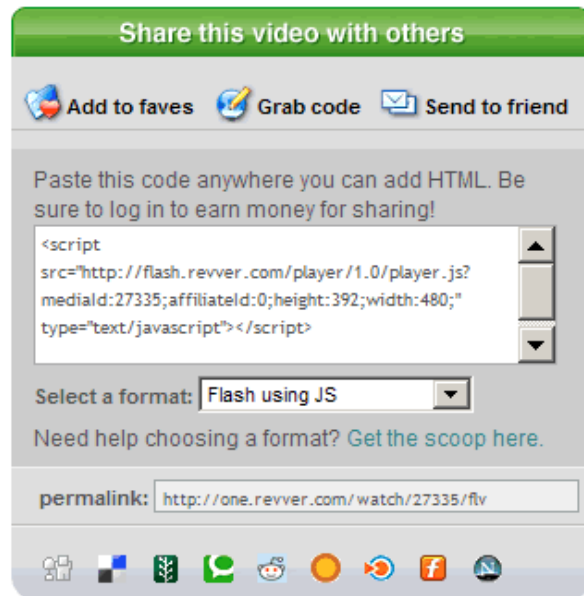 Share this video with others
Add to faves Grab code Send to friend
Paste this code anywhere you can add HTML. Be
sure to log in to earn money for sharing!
<script
src="http://flash.revver.com/player/1.0/player.js?
mediaId:27335;affiliateId:0;height:392;width:480;"
type="text/javascript"></script>
Select a format: Flash using JS
Need help choosing a format? Get the scoop here.
permalink: http://one.revver.com/watch/27335/flv